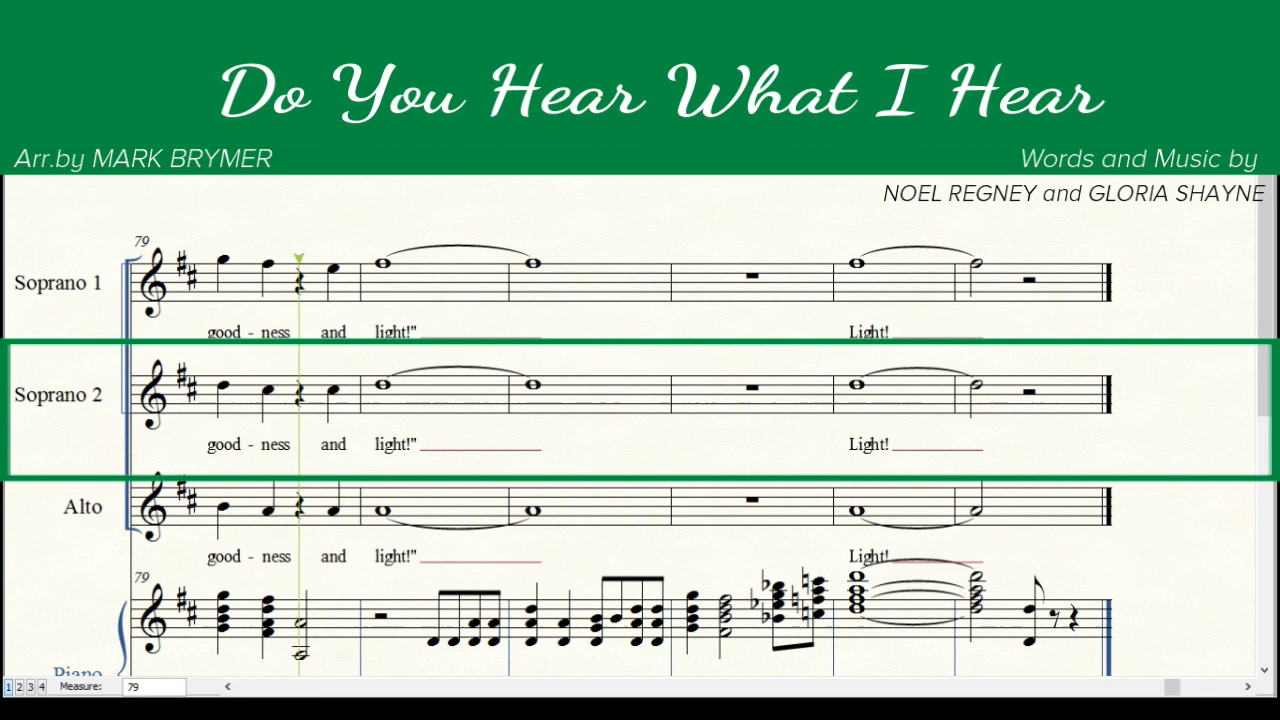 Do You Hear What I Hear
Arr.by MARK BRYMER
Words and Music by
NOEL REGNEY and GLORIA SHAYNE
79
Soprano 1
good - ness and light!" Light!
Soprano 2
good - ness and light!" Light!
Alto
good - ness and light!" Light!
79
Piano
1 2 3 4 Measure: 79